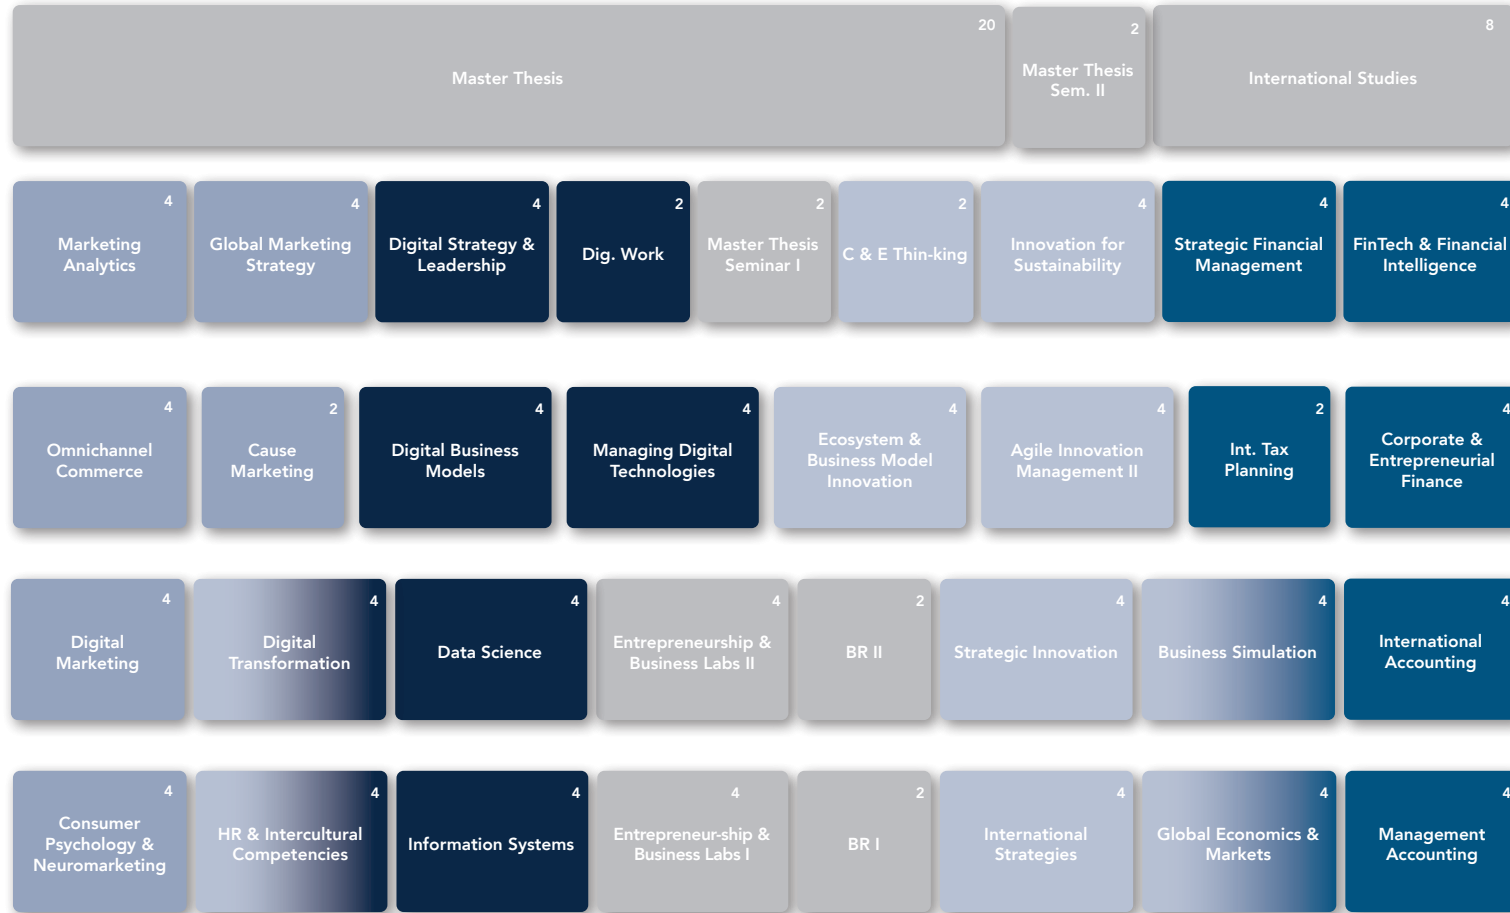 20
Master Thesis
2
Master Thesis
Sem. II
8
International Studies
4
Marketing
Analytics
4
Global Marketing
Strategy
4
Digital Strategy &
Leadership
2
Dig. Work
2
Master Thesis
Seminar I
2
C & E Thin-king
4
Innovation for
Sustainability
4
Strategic Financial
Management
4
FinTech & Financial
Intelligence
4
Omnichannel
Commerce
2
Cause
Marketing
4
Digital Business
Models
4
Managing Digital
Technologies
4
Ecosystem &
Business Model
Innovation
4
Agile Innovation
Management II
2
Int. Tax
Planning
4
Corporate &
Entrepreneurial
Finance
4
Digital
Marketing
4
Digital
Transformation
4
Data Science
4
Entrepreneurship &
Business Labs II
2
BR II
4
Strategic Innovation
4
Business Simulation
4
International
Accounting
4
Consumer
Psychology &
Neuromarketing
4
HR & Intercultural
Competencies
4
Information Systems
4
Entrepreneur-ship &
Business Labs I
2
BR I
4
International
Strategies
4
Global Economics &
Markets
4
Management
Accounting